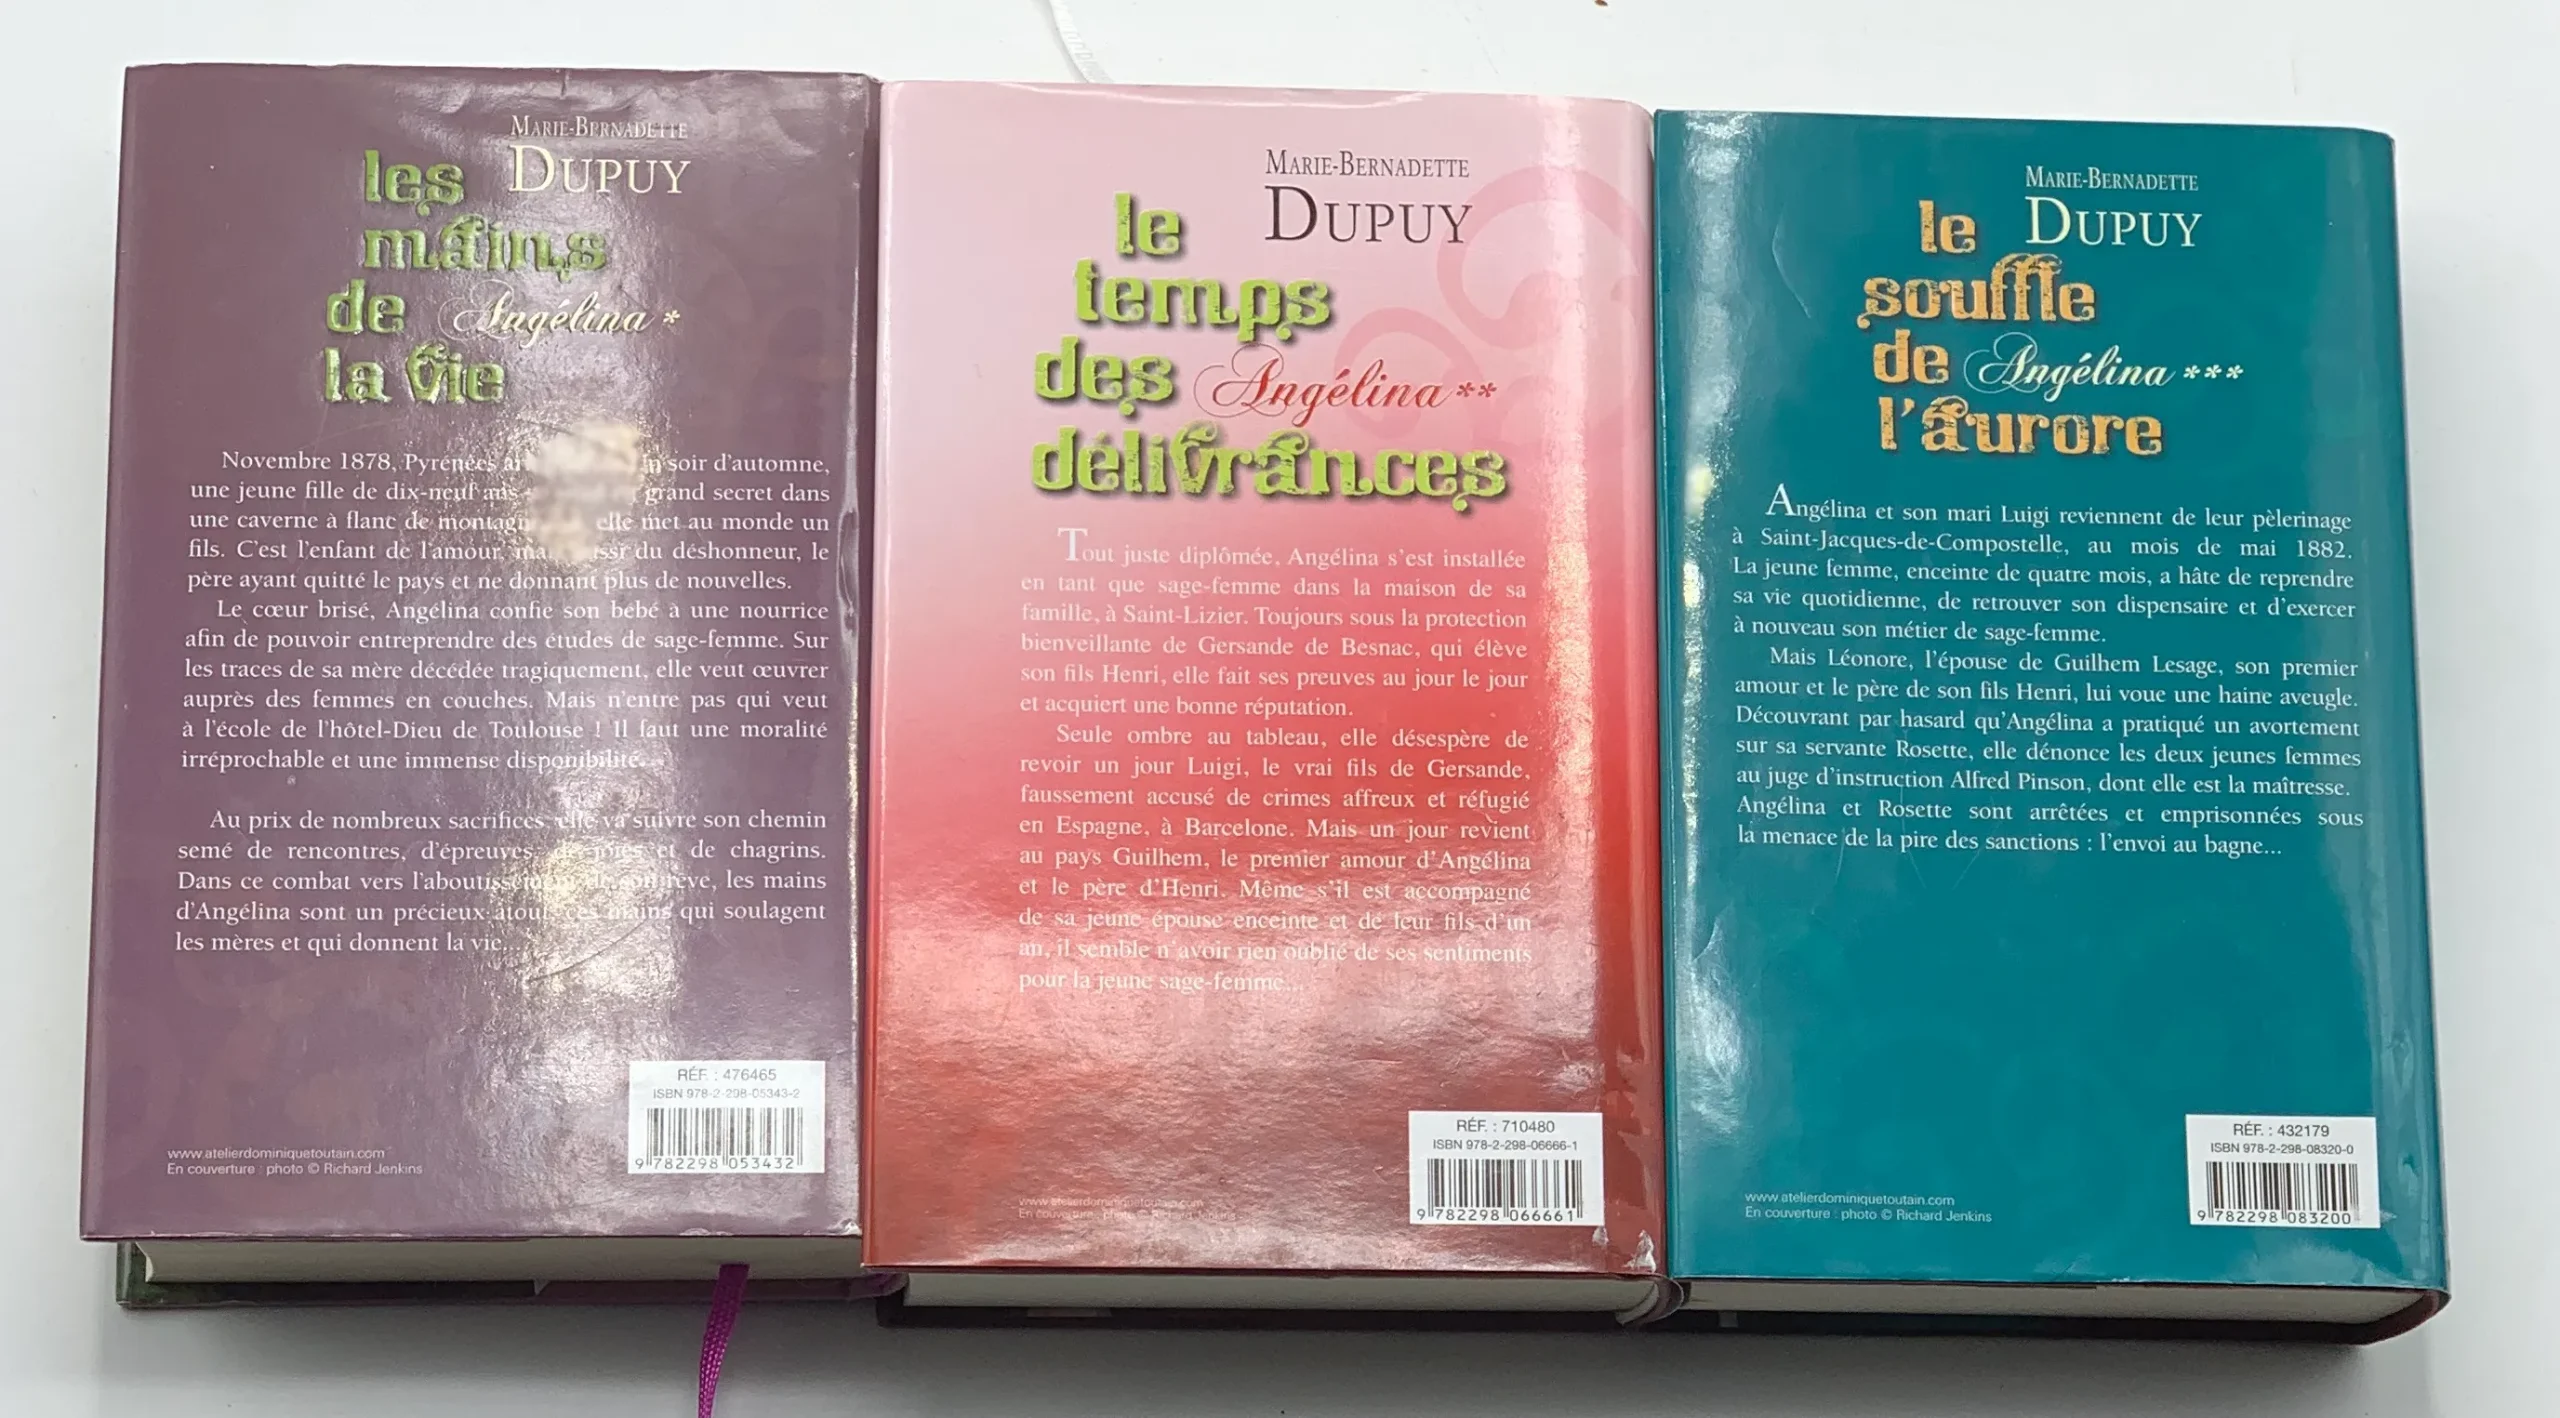 MARIE-BERNADETTE
DUPUY
les
mains
de
Angélina *
la vie
Novembre 1878, Pyrénées soir d'automne,
une jeune fille de dix-neuf ans grand secret dans
une caverne à flanc de elle met au monde un
fils. C'est l'enfant de l'amour, du déshonneur, le
père ayant quitté le pays et ne donnant plus de nouvelles.
Le cœur brisé, Angélina confie son bébé à une nourrice
afin de pouvoir entreprendre des études de sage-femme. Sur
les traces de sa mère décédée tragiquement, elle veut œuvrer
auprès des femmes en couches. Mais n'entre pas qui veut
à l'école de l'hôtel-Dieu de Toulouse ! Il faut une moralité
irréprochable et une immense disponibilité.
Au prix de nombreux sacrifices, elle va suivre son chemin
semé de rencontres, d'épreuves, de joies et de chagrins.
Dans ce combat vers l'aboutissement de son rêve, les mains
d'Angélina sont un précieux atout, ces mains qui soulagent
les mères et qui donnent la vie...
RÉF. : 476465
ISBN 978-2-298-05343-2
9 782298 053432
www.atelierdominiquetoutain.com
En couverture : photo © Richard Jenkins
MARIE-BERNADETTE
DUPUY
le
temps
des
Angélina **
délivrances
Tout juste diplômée, Angélina s'est installée
en tant que sage-femme dans la maison de sa
famille, à Saint-Lizier. Toujours sous la protection
bienveillante de Gersande de Besnac, qui élève
son fils Henri, elle fait ses preuves au jour le jour
et acquiert une bonne réputation.
Seule ombre au tableau, elle désespère de
revoir un jour Luigi, le vrai fils de Gersande,
faussement accusé de crimes affreux et réfugié
en Espagne, à Barcelone. Mais un jour revient
au pays Guilhem, le premier amour d'Angélina
et le père d'Henri. Même s'il est accompagné
de sa jeune épouse enceinte et de leur fils d'un
an, il semble n'avoir rien oublié de ses sentiments
pour la jeune sage-femme...
RÉF. : 710480
ISBN 978-2-298-06666-1
9 782298 066661
www.atelierdominiquetoutain.com
En couverture : photo © Richard Jenkins
MARIE-BERNADETTE
DUPUY
le
souffle
de
Angélina ***
l'aurore
Angélina et son mari Luigi reviennent de leur pèlerinage
à Saint-Jacques-de-Compostelle, au mois de mai 1882.
La jeune femme, enceinte de quatre mois, a hâte de reprendre
sa vie quotidienne, de retrouver son dispensaire et d'exercer
à nouveau son métier de sage-femme.
Mais Léonore, l'épouse de Guilhem Lesage, son premier
amour et le père de son fils Henri, lui voue une haine aveugle.
Découvrant par hasard qu'Angélina a pratiqué un avortement
sur sa servante Rosette, elle dénonce les deux jeunes femmes
au juge d'instruction Alfred Pinson, dont elle est la maîtresse.
Angélina et Rosette sont arrêtées et emprisonnées sous
la menace de la pire des sanctions : l'envoi au bagne...
RÉF. : 432179
ISBN 978-2-298-08320-0
9 782298 083200
www.atelierdominiquetoutain.com
En couverture : photo © Richard Jenkins